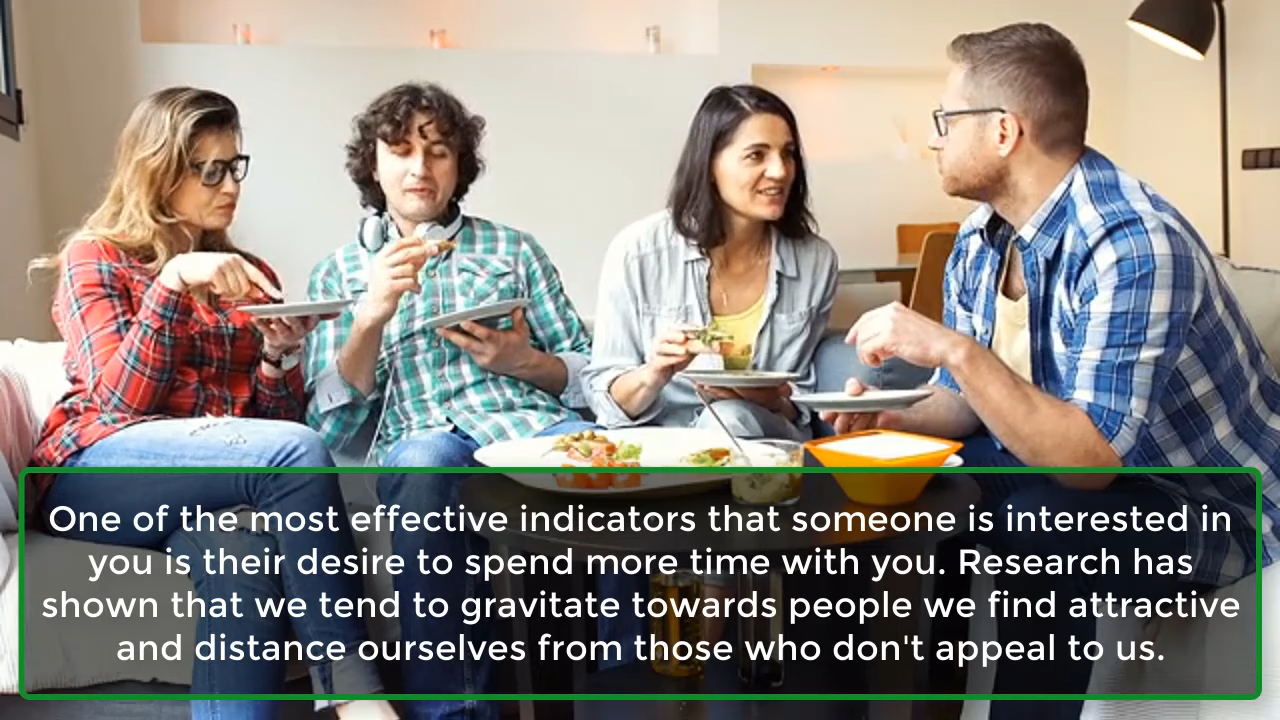 One of the most effective indicators that someone is interested in
you is their desire to spend more time with you. Research has
shown that we tend to gravitate towards people we find attractive
and distance ourselves from those who don't appeal to us.